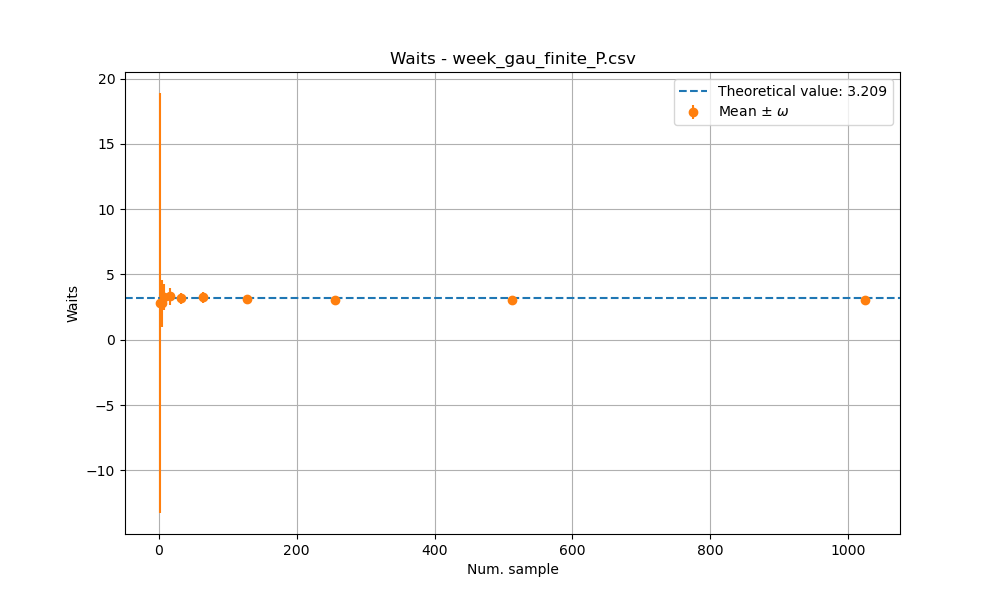 Waits - week_gau_finite_P.csv
20
15
10
5
0
−5
−10
Waits
Theoretical value: 3.209
Mean ± ω
0 200 400 600 800 1000
Num. sample